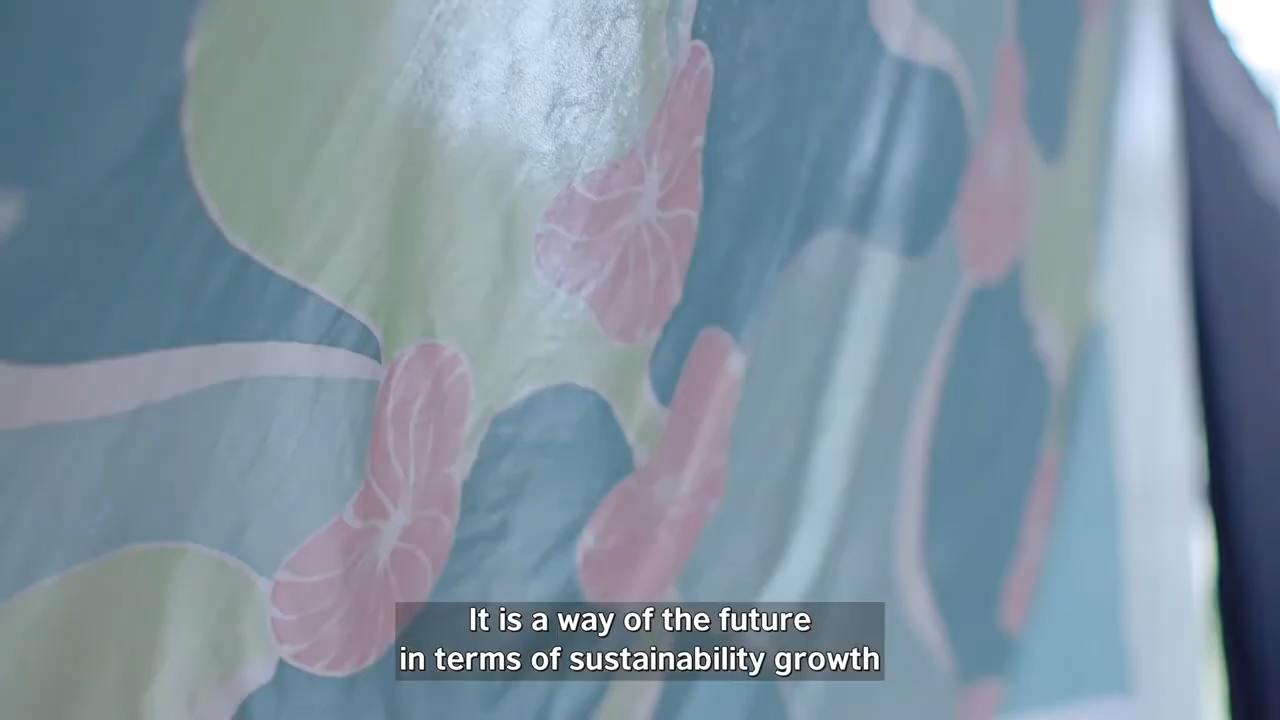 It is a way of the future
in terms of sustainability growth